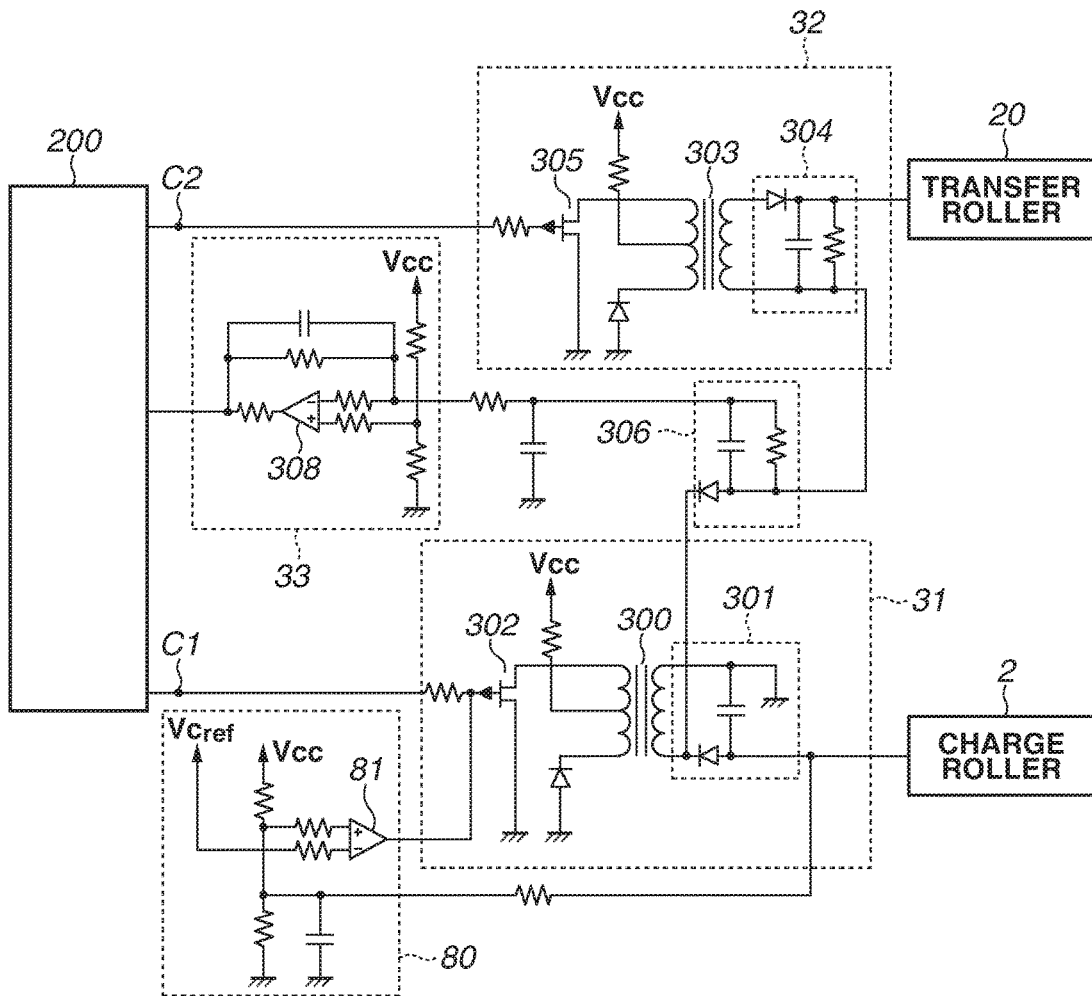 32
Vcc
20
200
304
C2
305
303
TRANSFER
ROLLER
Vcc
−
+
306
308
33
Vcc
301
31
302
300
C1
2
Vcref
Vcc
CHARGE
ROLLER
81
+
−
80